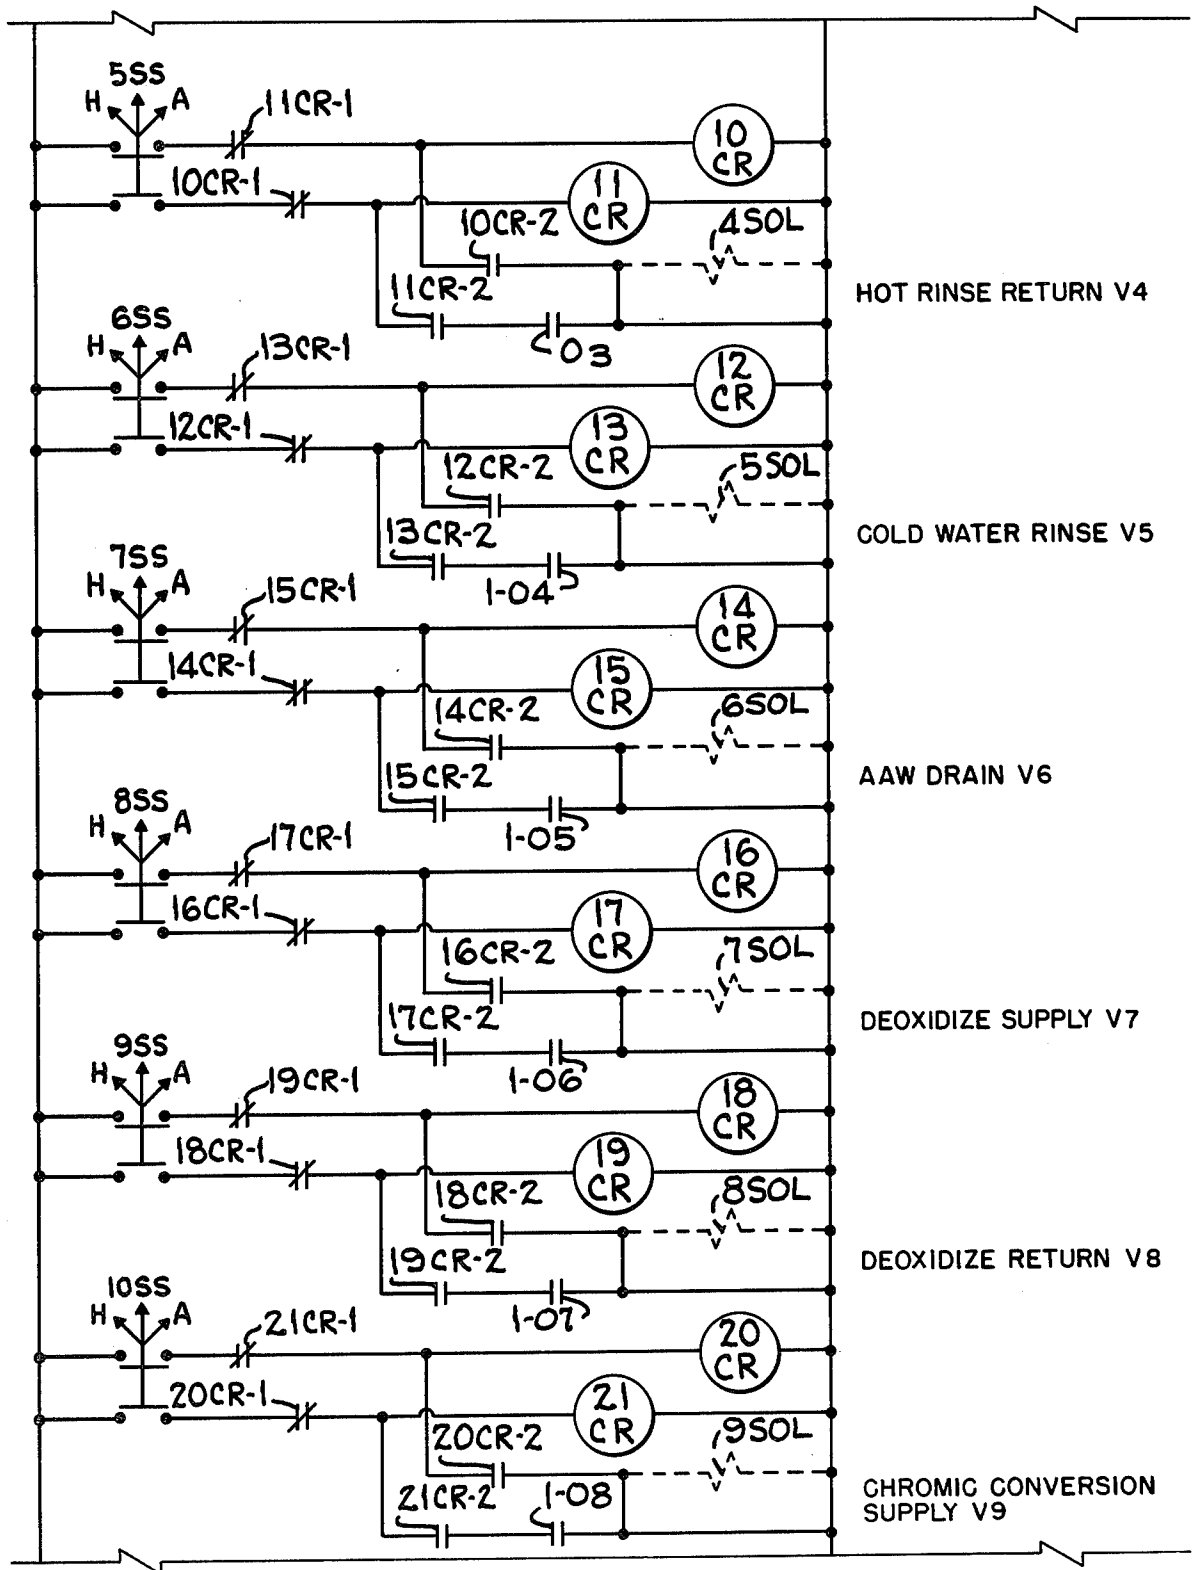 5SS
H A 11CR-1
10 CR
10CR-1
11 CR
10CR-2
4SOL
11CR-2
HOT RINSE RETURN V4
03
6SS
H A 13CR-1
12 CR
12CR-1
13 CR
12CR-2
5SOL
13CR-2
COLD WATER RINSE V5
1-04
7SS
H A 15CR-1
14 CR
14CR-1
15 CR
14CR-2
6SOL
15CR-2
AAW DRAIN V6
1-05
8SS
H A 17CR-1
16 CR
16CR-1
17 CR
16CR-2
7SOL
17CR-2
DEOXIDIZE SUPPLY V7
1-06
9SS
H A 19CR-1
18 CR
18CR-1
19 CR
18CR-2
8SOL
19CR-2
DEOXIDIZE RETURN V8
1-07
10SS
H A 21CR-1
20 CR
20CR-1
21 CR
20CR-2
9SOL
21CR-2
1-08
CHROMIC CONVERSION
SUPPLY V9